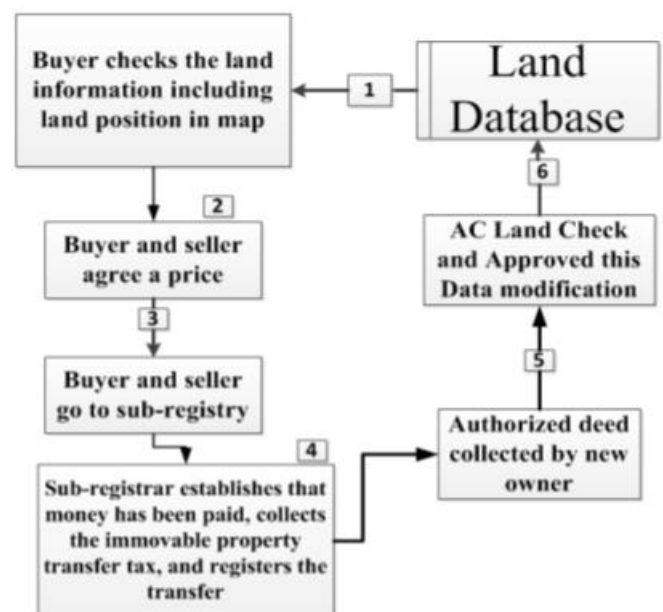 Buyer checks the land
information including
land position in map
1
Land
Database
2
Buyer and seller
agree a price
3
Buyer and seller
go to sub-registry
4
Sub-registrar establishes that
money has been paid, collects
the immovable property
transfer tax, and registers the
transfer
Authorized deed
collected by new
owner
5
AC Land Check
and Approved this
Data modification
6